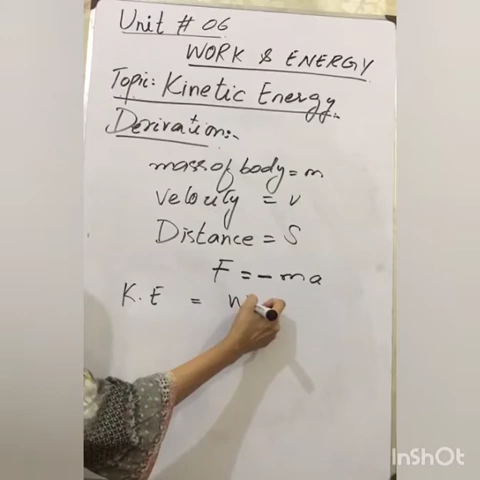 Unit # 06
WORK & ENERGY
Topic: Kinetic Energy.
Derivation:-
mass of body = m
Velocity = v
Distance = S
F = - ma
K.E =
InShOt